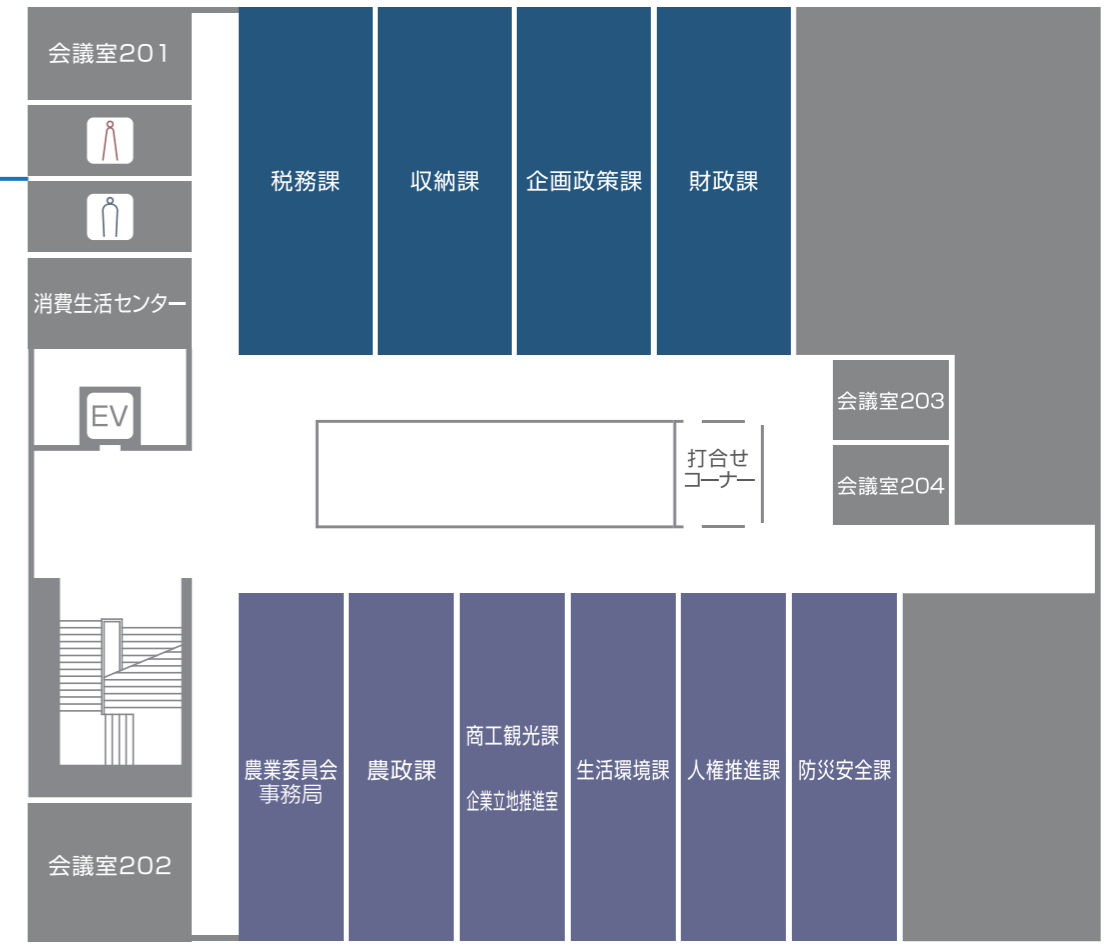 会議室201
税務課
収納課
企画政策課
財政課
消費生活センター
EV
会議室203
打合せ
コーナー
会議室204
農業委員会
事務局
農政課
商工観光課
企業立地推進室
生活環境課
人権推進課
防災安全課
会議室202